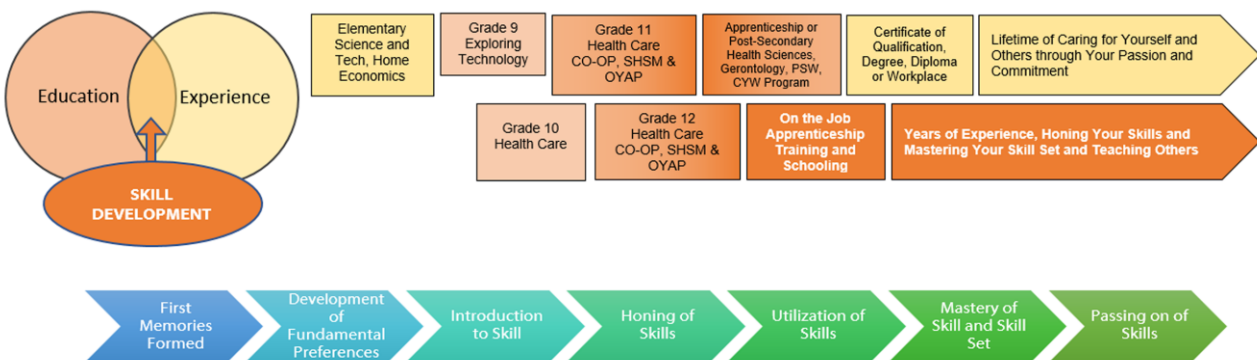 Education
Experience
SKILL
DEVELOPMENT
Elementary
Science and
Tech, Home
Economics
Grade 9
Exploring
Technology
Grade 11
Health Care
CO-OP, SHSM &
OYAP
Apprenticeship or
Post-Secondary
Health Sciences,
Gerontology, PSW,
CYW Program
Certificate of
Qualification,
Degree, Diploma
or Workplace
Lifetime of Caring for Yourself and
Others through Your Passion and
Commitment
Grade 10
Health Care
Grade 12
Health Care
CO-OP, SHSM &
OYAP
On the Job
Apprenticeship
Training and
Schooling
Years of Experience, Honing Your Skills and
Mastering Your Skill Set and Teaching Others
First
Memories
Formed
Development
of
Fundamental
Preferences
Introduction
to Skill
Honing of
Skills
Utilization of
Skills
Mastery of
Skill and Skill
Set
Passing on of
Skills